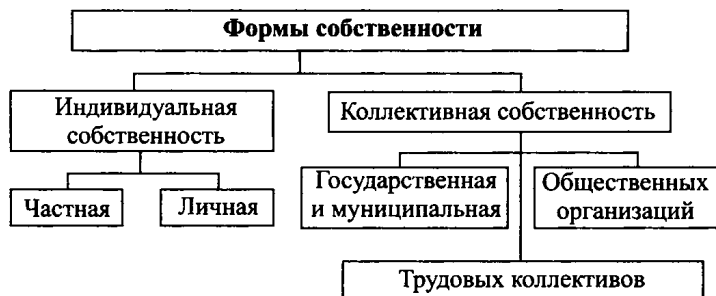 Формы собственности
Индивидуальная
собственность
Коллективная собственность
Частная
Личная
Государственная
и муниципальная
Общественных
организаций
Трудовых коллективов